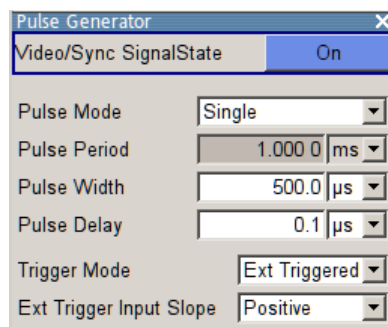 Pulse Generator
Video/Sync SignalState On
Pulse Mode Single
Pulse Period 1.000 0 ms
Pulse Width 500.0 µs
Pulse Delay 0.1 µs
Trigger Mode Ext Triggered
Ext Trigger Input Slope Positive